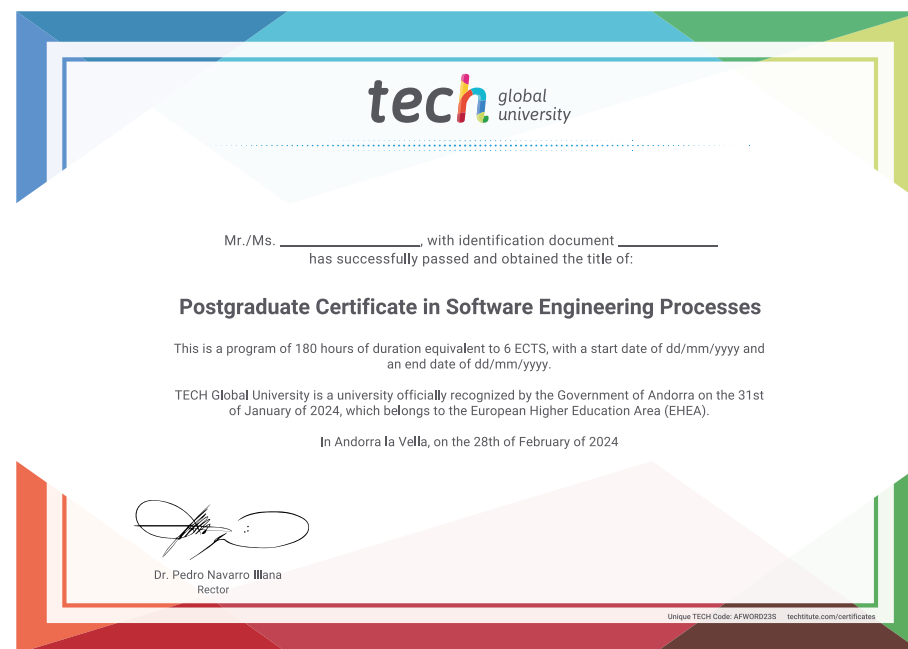 tech global
university
Mr./Ms. ____________________, with identification document ______________
has successfully passed and obtained the title of:
Postgraduate Certificate in Software Engineering Processes
This is a program of 180 hours of duration equivalent to 6 ECTS, with a start date of dd/mm/yyyy and
an end date of dd/mm/yyyy.
TECH Global University is a university officially recognized by the Government of Andorra on the 31st
of January of 2024, which belongs to the European Higher Education Area (EHEA).
In Andorra la Vella, on the 28th of February of 2024
Dr. Pedro Navarro Illana
Rector
Unique TECH Code: AFWORD23S techtitute.com/certificates